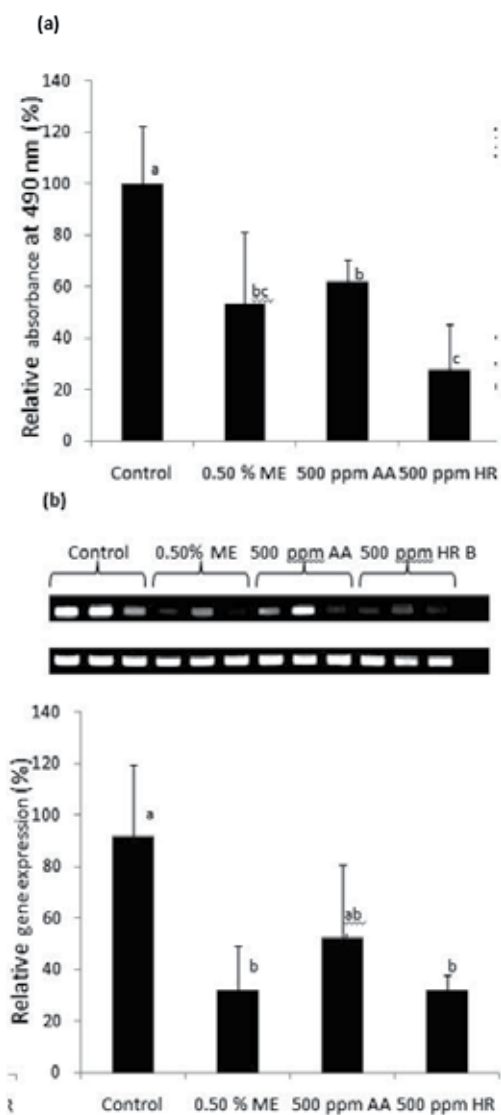 (a)
Relative absorbance at 490 nm (%)
140
120
100
80
60
40
20
0
a
bc
b
c
Control 0.50 % ME 500 ppm AA 500 ppm HR
(b)
Control 0.50% ME 500 ppm AA 500 ppm HR B
Relative gene expression (%)
140
120
100
80
60
40
20
0
a
b
ab
b
Control 0.50 % ME 500 ppm AA 500 ppm HR